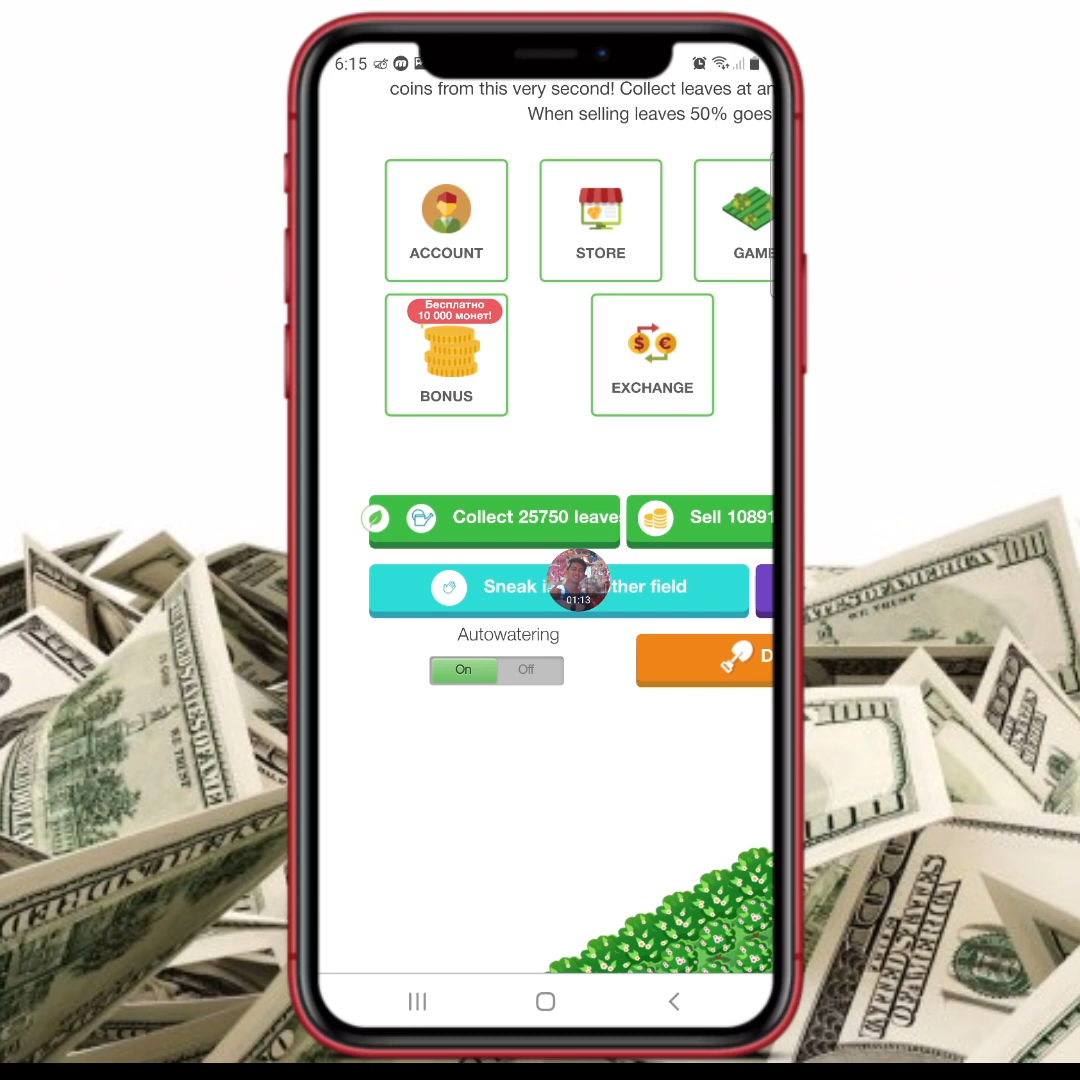 6:15
coins from this very second! Collect leaves at an
When selling leaves 50% goes
ACCOUNT
STORE
GAME
Бесплатно
10 000 монет!
BONUS
EXCHANGE
Collect 25750 leaves
Sell 10891
Sneak i ther field
01:13
Autowatering
On
Off
D